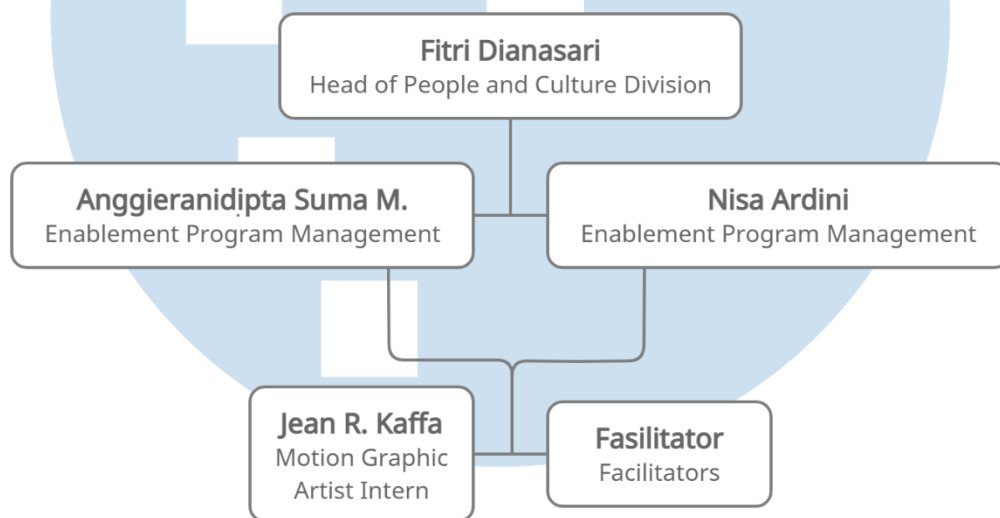 Fitri Dianasari
Head of People and Culture Division
Anggieranidipta Suma M.
Enablement Program Management
Nisa Ardini
Enablement Program Management
Jean R. Kaffa
Motion Graphic
Artist Intern
Fasilitator
Facilitators